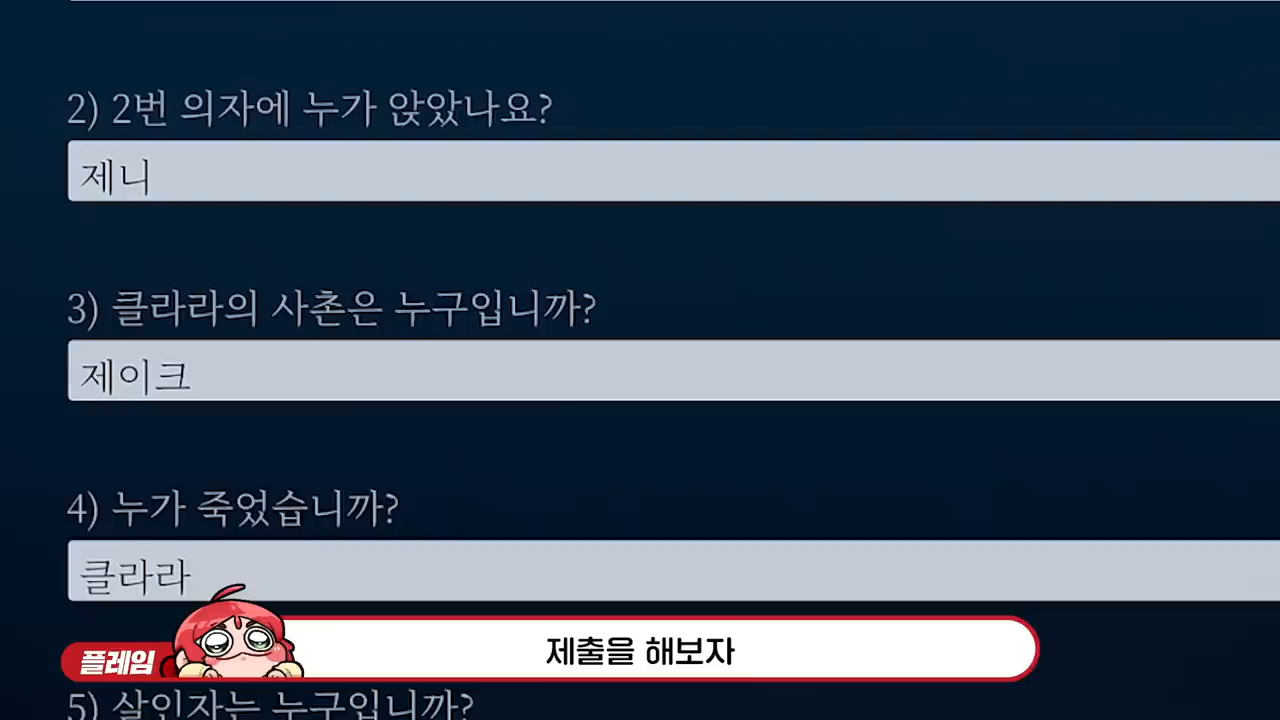 2) 2번 의자에 누가 앉았나요?
제니
3) 클라라의 사촌은 누구입니까?
제이크
4) 누가 죽었습니까?
클라라
플레임
제출을 해보자
5) 살인자는 누구입니까?